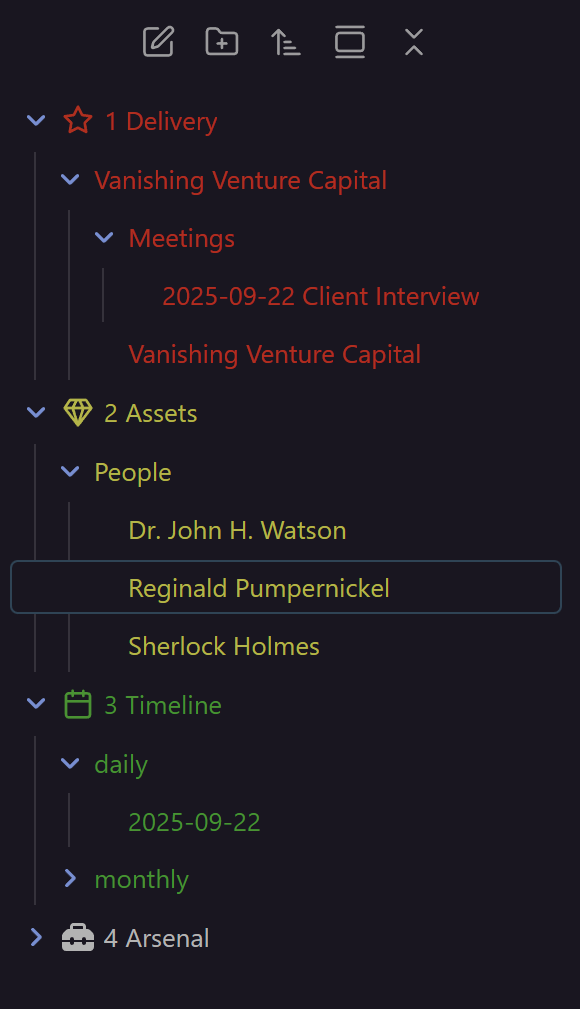 1 Delivery
Vanishing Venture Capital
Meetings
2025-09-22 Client Interview
Vanishing Venture Capital
2 Assets
People
Dr. John H. Watson
Reginald Pumpernickel
Sherlock Holmes
3 Timeline
daily
2025-09-22
monthly
4 Arsenal